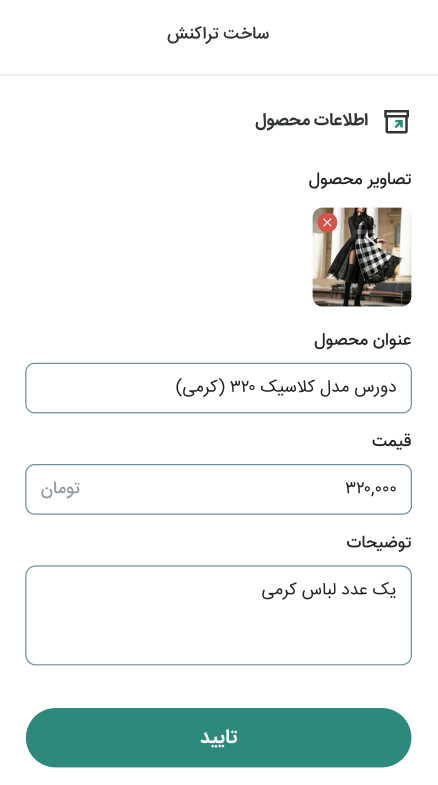 ساخت تراکنش
اطلاعات محصول
تصاویر محصول
عنوان محصول
دورس مدل کلاسیک ۳۲۰ (کرمی)
قیمت
۳۲۰,۰۰۰ تومان
توضیحات
یک عدد لباس کرمی
تایید